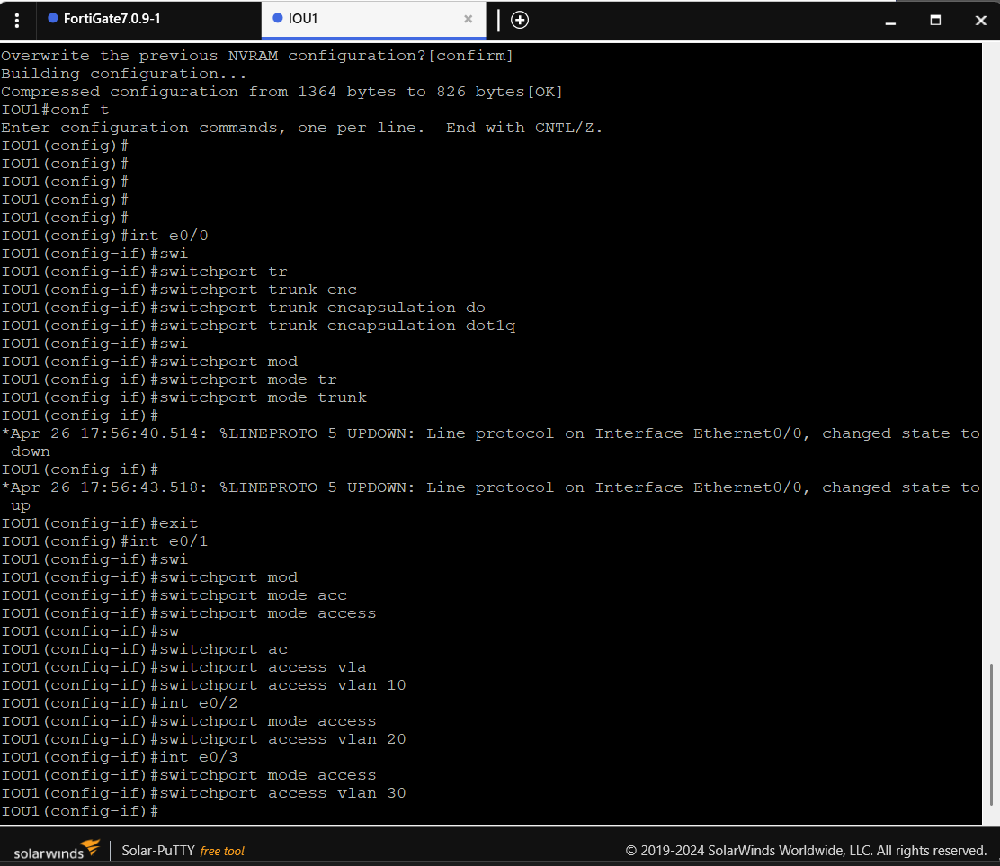 FortiGate7.0.9-1
IOU1
Overwrite the previous NVRAM configuration?[confirm]
Building configuration...
Compressed configuration from 1364 bytes to 826 bytes[OK]
IOU1#conf t
Enter configuration commands, one per line.  End with CNTL/Z.
IOU1(config)#
IOU1(config)#
IOU1(config)#
IOU1(config)#
IOU1(config)#
IOU1(config)#int e0/0
IOU1(config-if)#swi
IOU1(config-if)#switchport tr
IOU1(config-if)#switchport trunk enc
IOU1(config-if)#switchport trunk encapsulation do
IOU1(config-if)#switchport trunk encapsulation dot1q
IOU1(config-if)#swi
IOU1(config-if)#switchport mod
IOU1(config-if)#switchport mode tr
IOU1(config-if)#switchport mode trunk
IOU1(config-if)#
*Apr 26 17:56:40.514: %LINEPROTO-5-UPDOWN: Line protocol on Interface Ethernet0/0, changed state to
down
IOU1(config-if)#
*Apr 26 17:56:43.518: %LINEPROTO-5-UPDOWN: Line protocol on Interface Ethernet0/0, changed state to
up
IOU1(config-if)#exit
IOU1(config)#int e0/1
IOU1(config-if)#swi
IOU1(config-if)#switchport mod
IOU1(config-if)#switchport mode acc
IOU1(config-if)#switchport mode access
IOU1(config-if)#sw
IOU1(config-if)#switchport ac
IOU1(config-if)#switchport access vla
IOU1(config-if)#switchport access vlan 10
IOU1(config-if)#int e0/2
IOU1(config-if)#switchport mode access
IOU1(config-if)#switchport access vlan 20
IOU1(config-if)#int e0/3
IOU1(config-if)#switchport mode access
IOU1(config-if)#switchport access vlan 30
IOU1(config-if)#_
solarwinds
Solar-PuTTY free tool
© 2019-2024 SolarWinds Worldwide, LLC. All rights reserved.